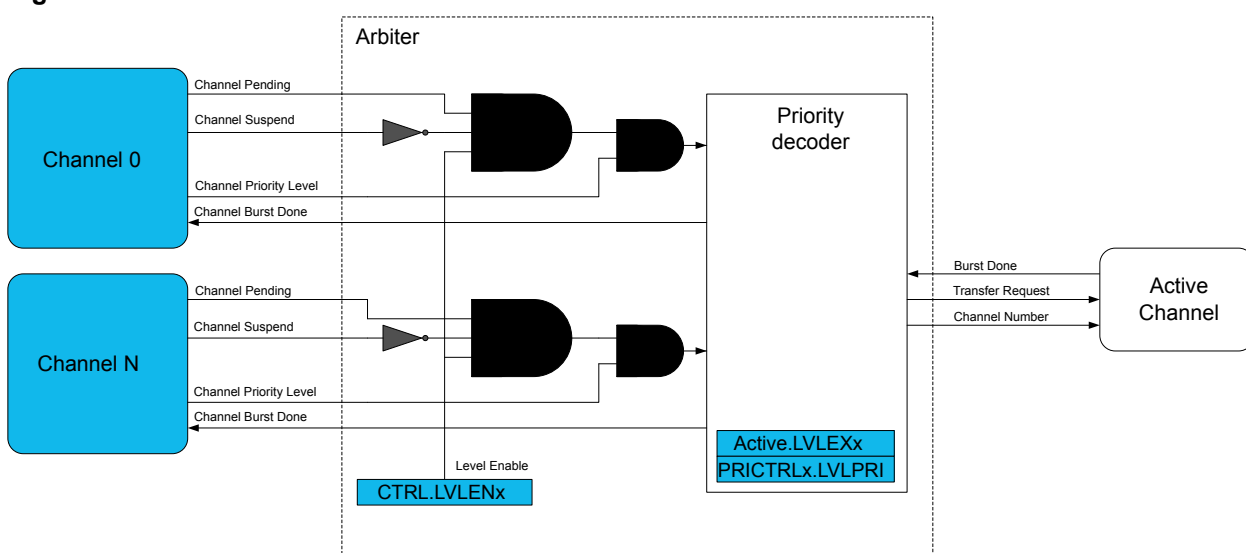 Arbiter
Channel 0
Channel Pending
Channel Suspend
Channel Priority Level
Channel Burst Done
Priority
decoder
Channel N
Channel Pending
Channel Suspend
Channel Priority Level
Channel Burst Done
Burst Done
Transfer Request
Channel Number
Active
Channel
Active.LVLEXx
PRICTRLx.LVLPRI
Level Enable
CTRL.LVLENx